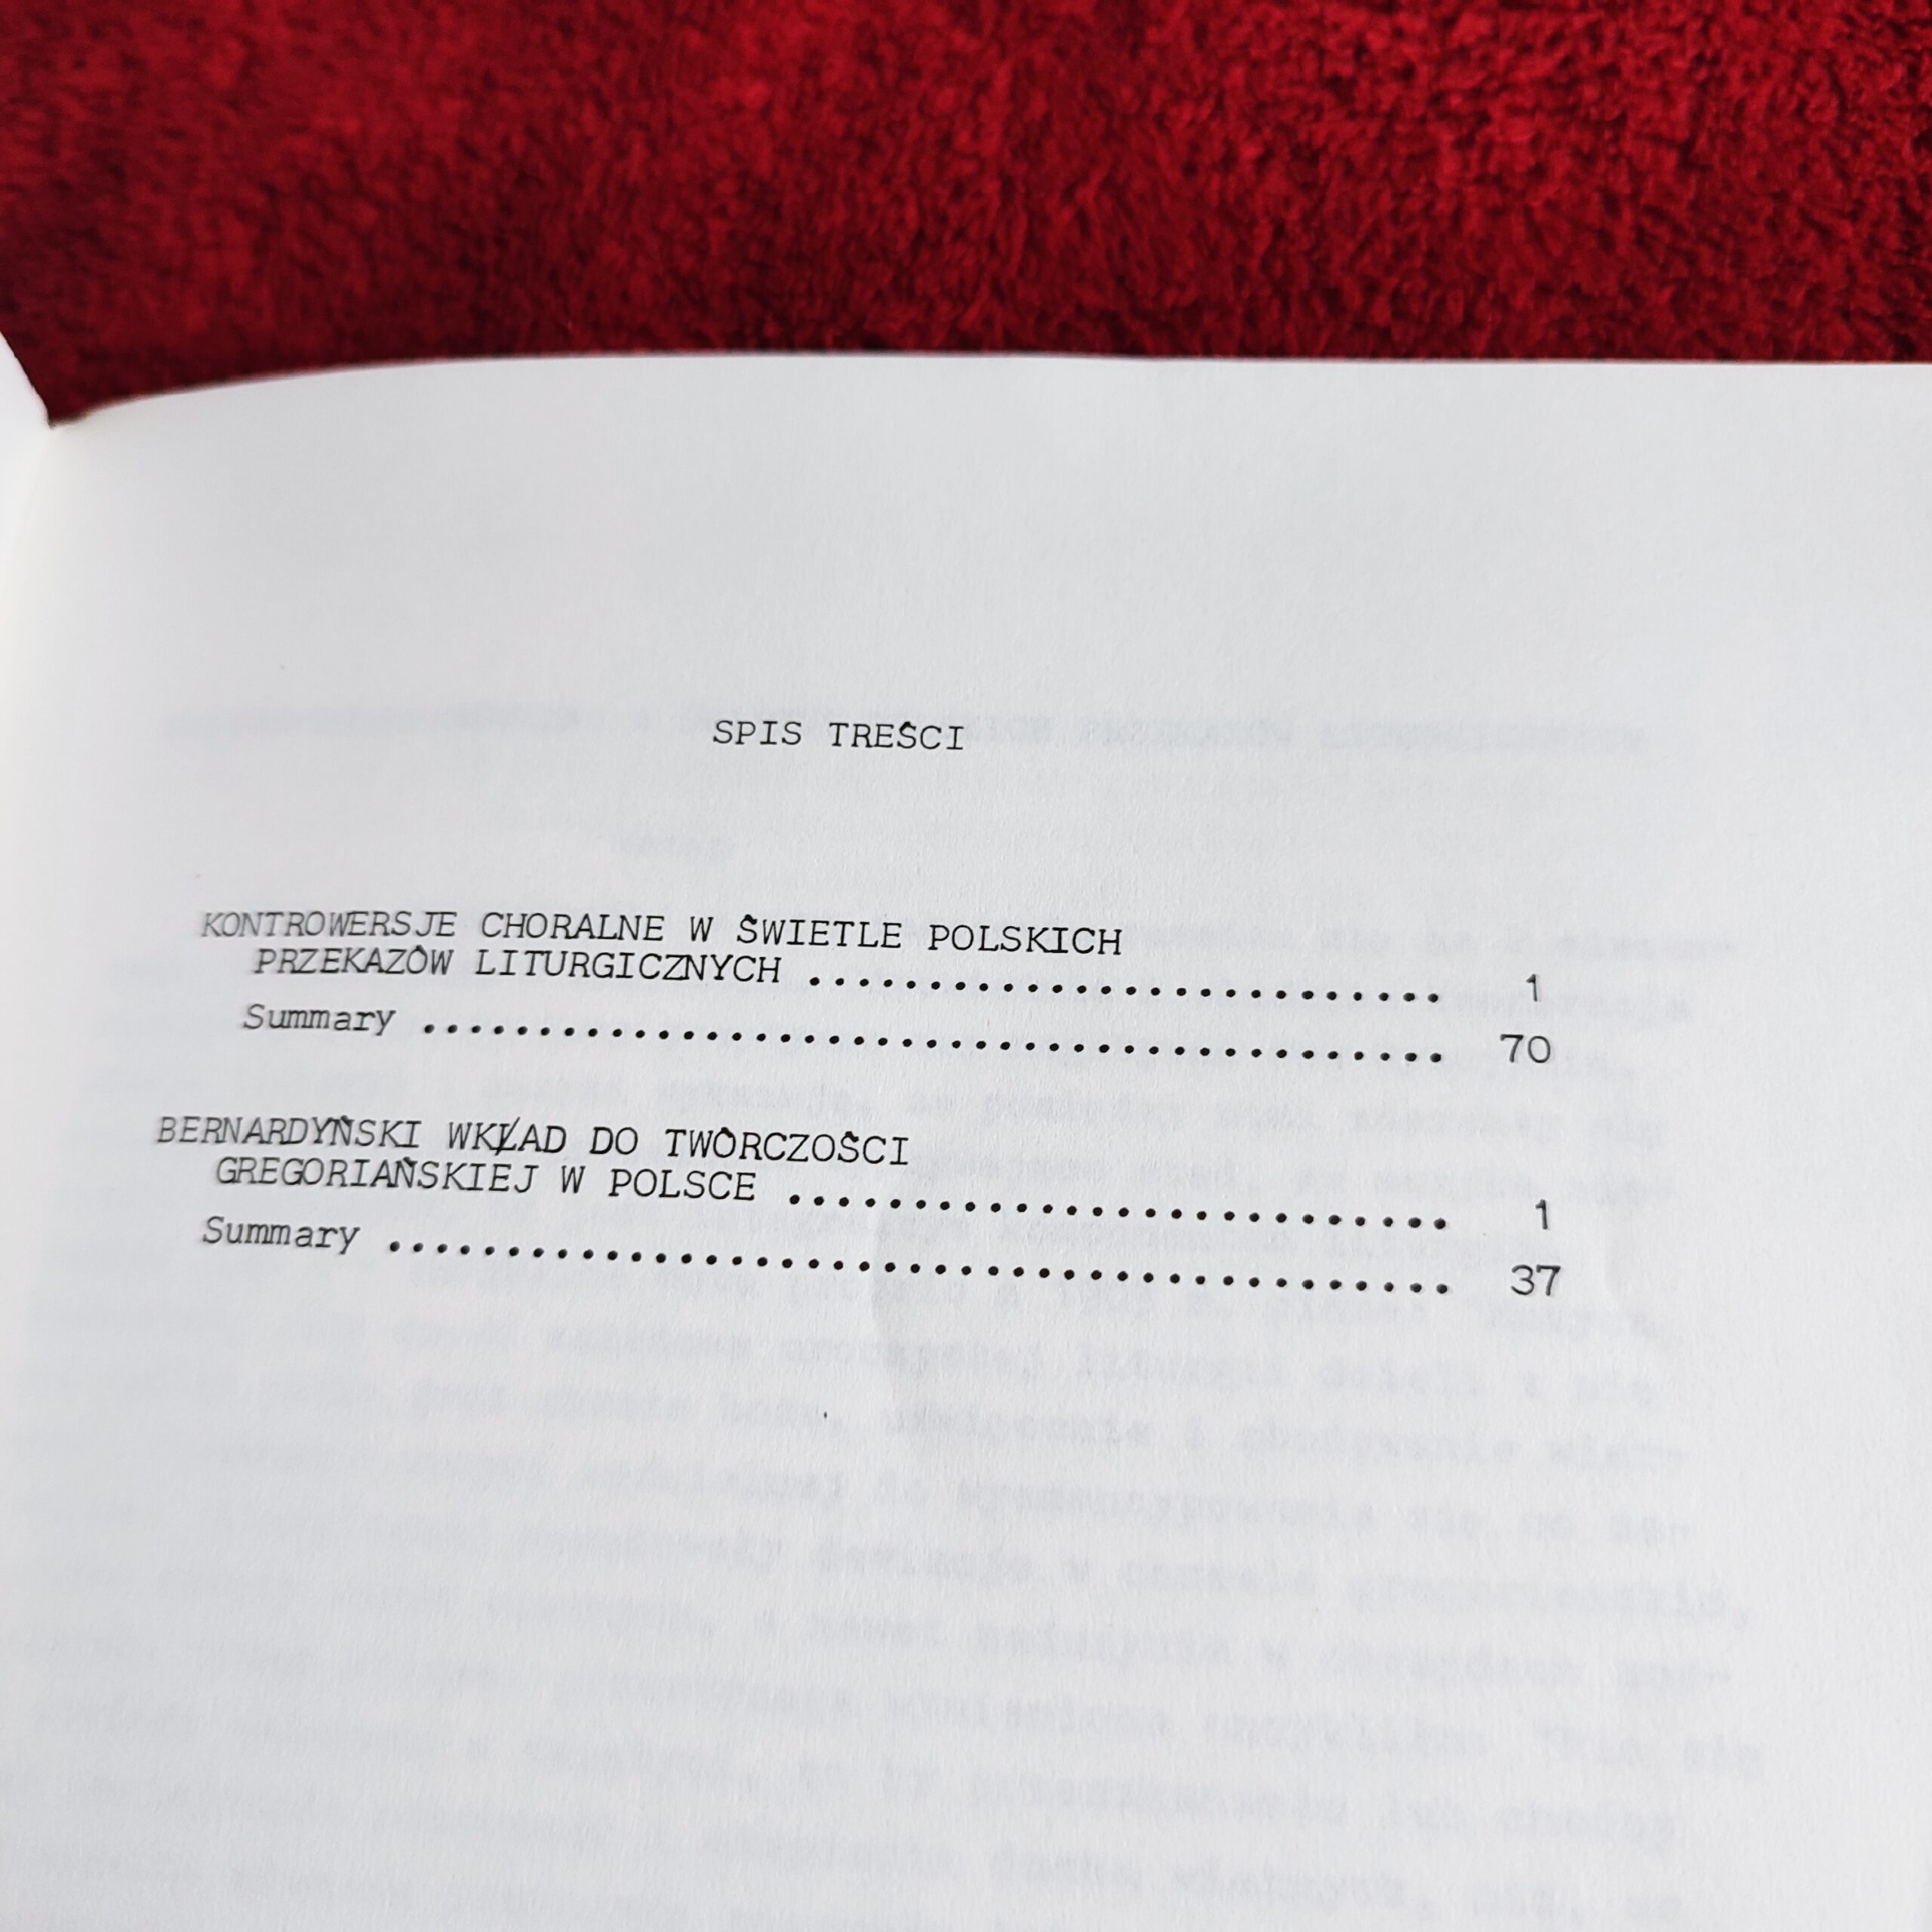 SPIS TREŚCI
KONTROWERSJE CHORALNE W ŚWIETLE POLSKICH
PRZEKAZÓW LITURGICZNYCH .......................... 1
Summary .......................................... 70
BERNARDYŃSKI WKŁAD DO TWÓRCZOŚCI
GREGORIAŃSKIEJ W POLSCE ........................... 1
Summary ........................................... 37